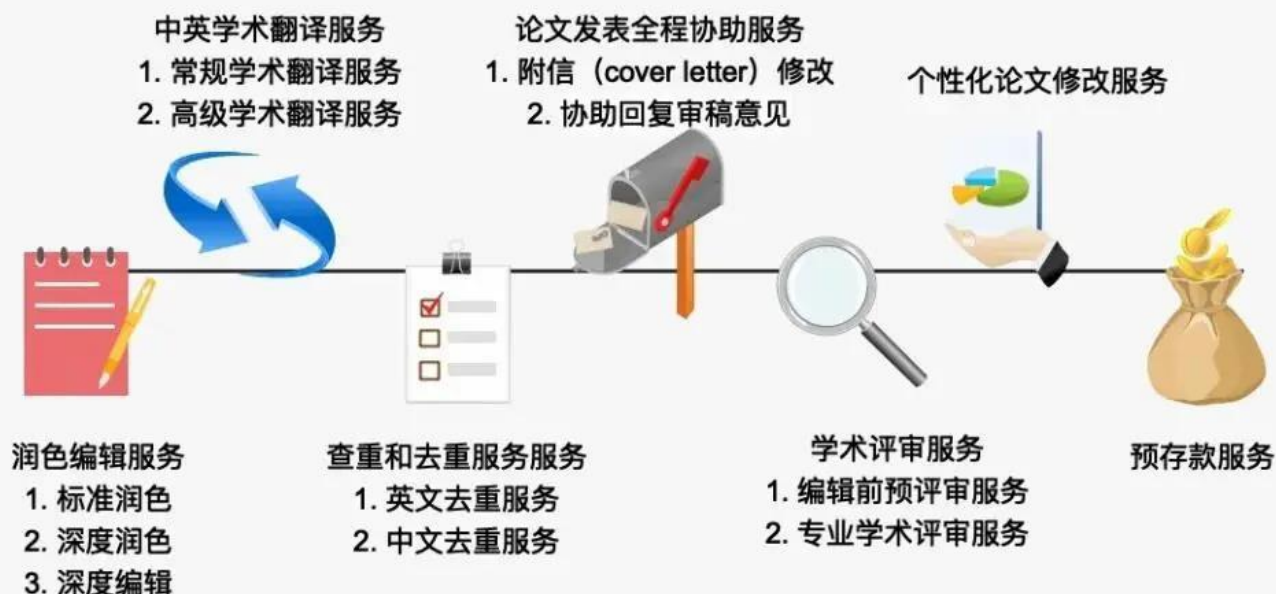 中英学术翻译服务
1. 常规学术翻译服务
2. 高级学术翻译服务
论文发表全程协助服务
1. 附信（cover letter）修改
2. 协助回复审稿意见
个性化论文修改服务
润色编辑服务
1. 标准润色
2. 深度润色
3. 深度编辑
查重和去重服务服务
1. 英文去重服务
2. 中文去重服务
学术评审服务
1. 编辑前预评审服务
2. 专业学术评审服务
预存款服务